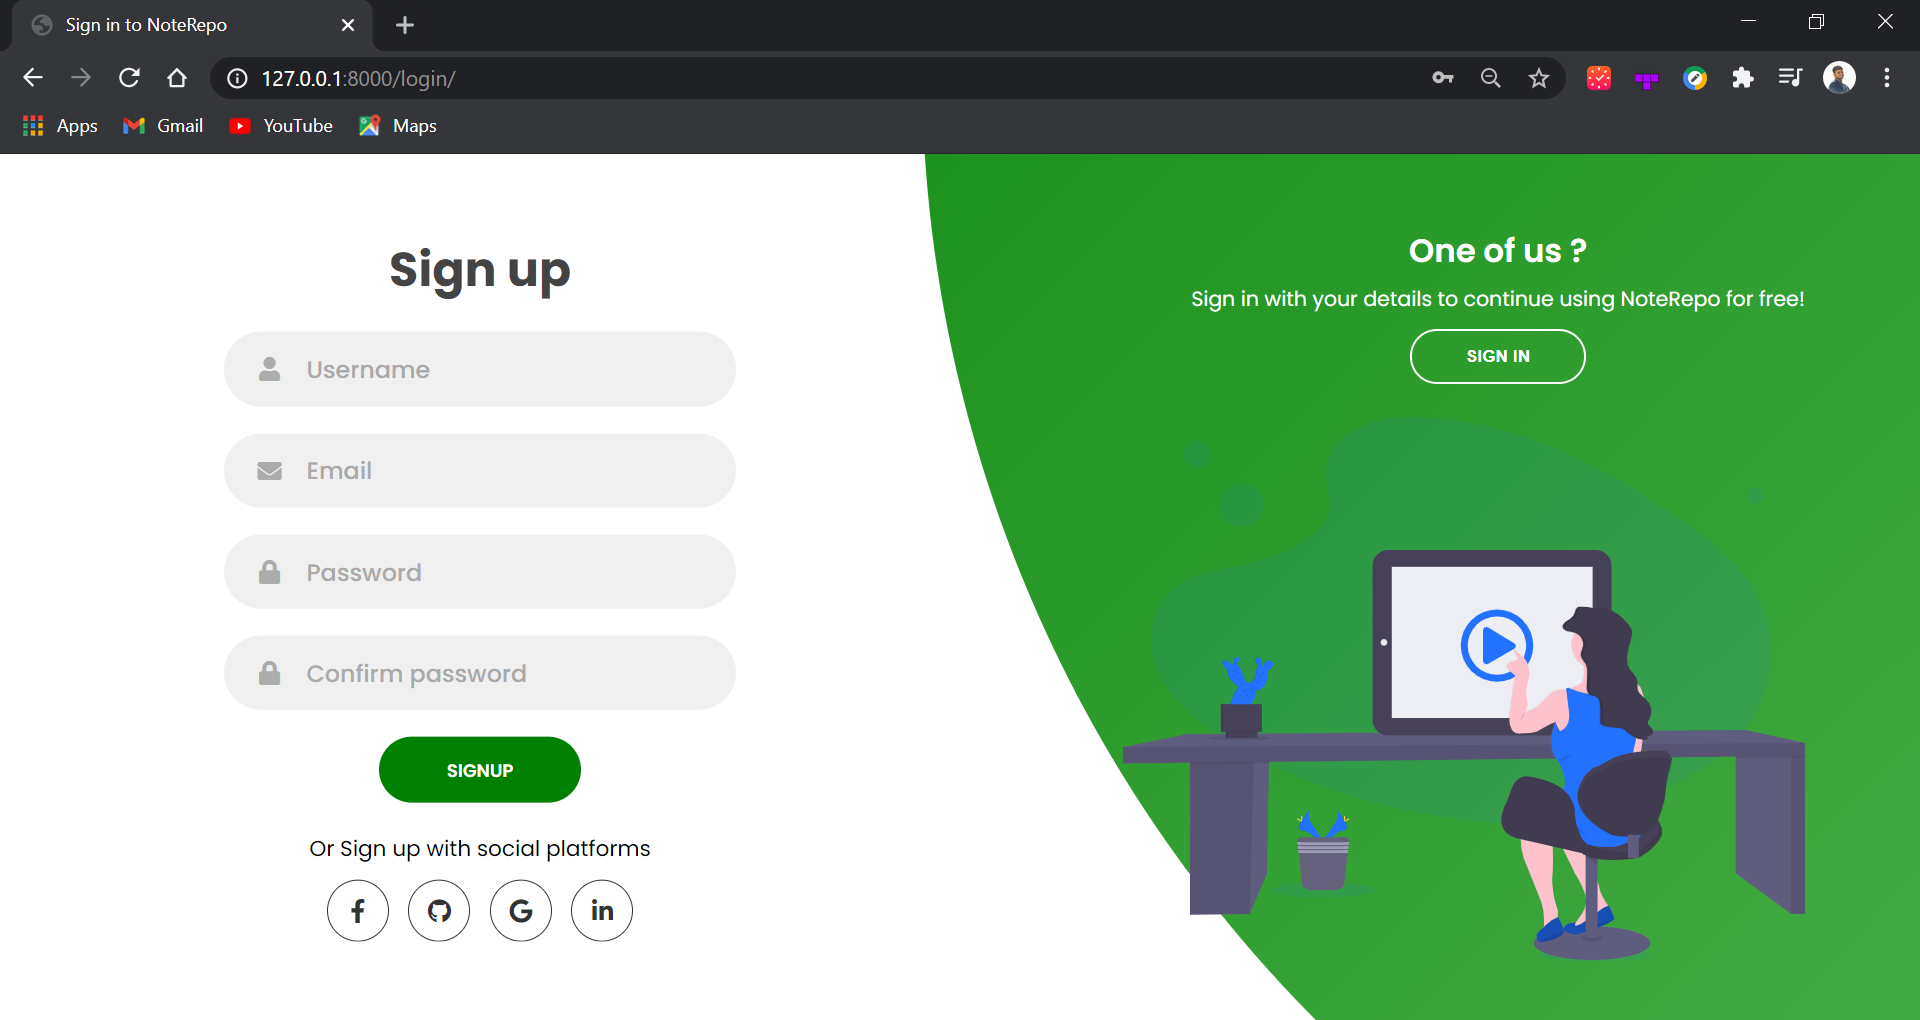 Sign in to NoteRepo
127.0.0.1:8000/login/
Apps
Gmail
YouTube
Maps
Sign up
Username
Email
Password
Confirm password
SIGNUP
Or Sign up with social platforms
One of us ?
Sign in with your details to continue using NoteRepo for free!
SIGN IN